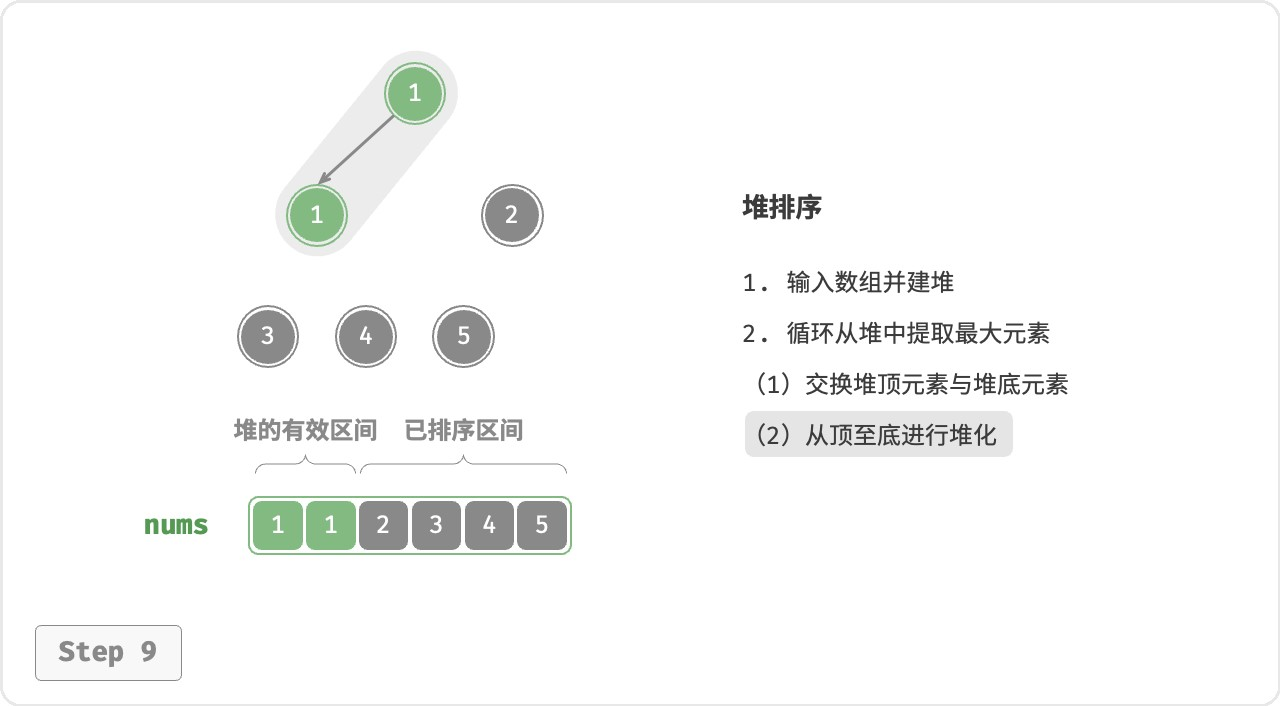 1
1
2
3 4 5
堆的有效区间 已排序区间
nums 1 1 2 3 4 5
Step 9
堆排序
1. 输入数组并建堆
2. 循环从堆中提取最大元素
（1）交换堆顶元素与堆底元素
（2）从顶至底进行堆化